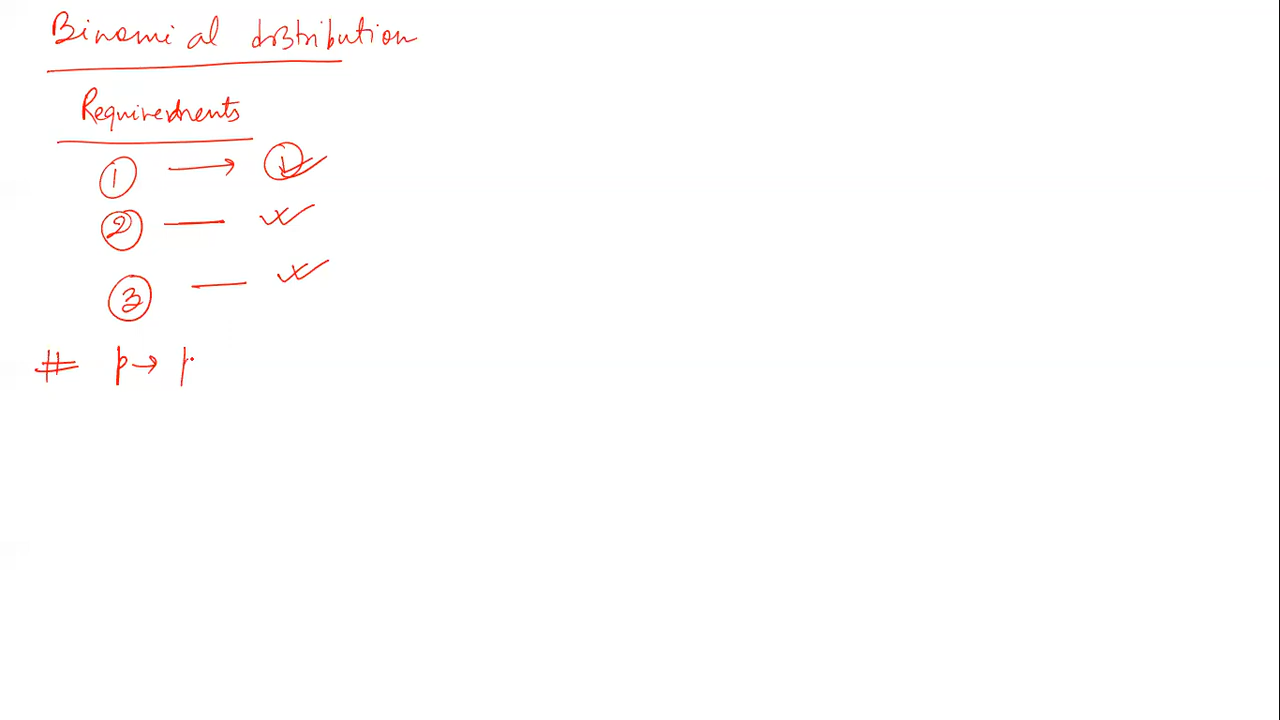 Binomial distribution
Requirements
① → ①✓
② — ✓
③ — ✓
# p → p